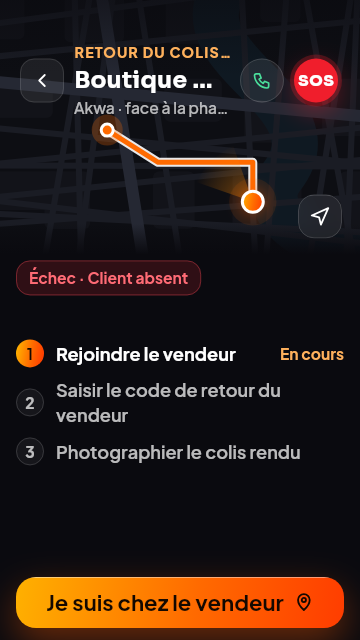 RETOUR DU COLIS…
Boutique …
Akwa · face à la pha…
SOS
Échec · Client absent
1 Rejoindre le vendeur En cours
2 Saisir le code de retour du
vendeur
3 Photographier le colis rendu
Je suis chez le vendeur